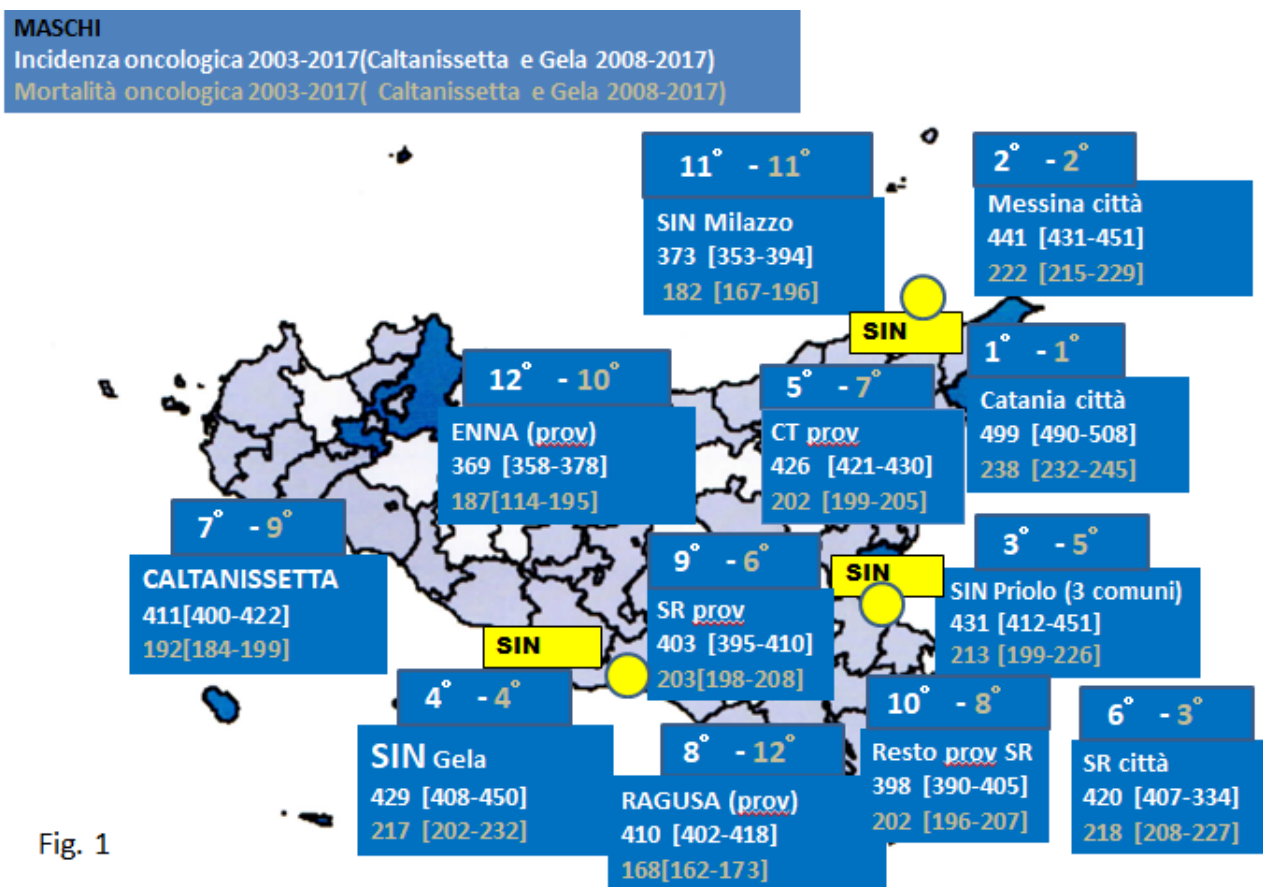 MASCHI
Incidenza oncologica 2003-2017(Caltanissetta e Gela 2008-2017)
Mortalità oncologica 2003-2017( Caltanissetta e Gela 2008-2017)
11° - 11°
SIN Milazzo
373 [353-394]
182 [167-196]
2° - 2°
Messina città
441 [431-451]
222 [215-229]
SIN
12° - 10°
ENNA (prov)
369 [358-378]
187[114-195]
5° - 7°
CT prov
426 [421-430]
202 [199-205]
1° - 1°
Catania città
499 [490-508]
238 [232-245]
7° - 9°
CALTANISSETTA
411[400-422]
192[184-199]
9° - 6°
SR prov
403 [395-410]
203[198-208]
SIN
3° - 5°
SIN Priolo (3 comuni)
431 [412-451]
213 [199-226]
SIN
4° - 4°
SIN Gela
429 [408-450]
217 [202-232]
8° - 12°
RAGUSA (prov)
410 [402-418]
168[162-173]
10° - 8°
Resto prov SR
398 [390-405]
202 [196-207]
6° - 3°
SR città
420 [407-334]
218 [208-227]
Fig. 1